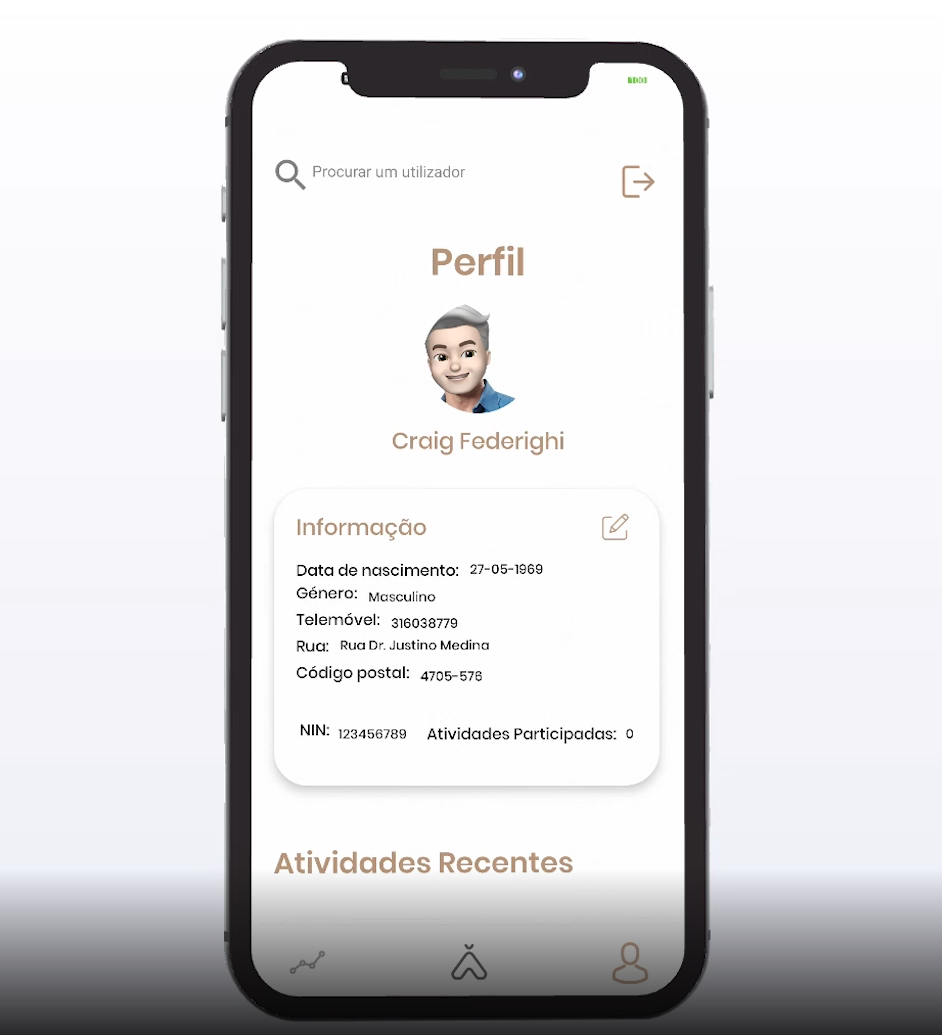 Procurar um utilizador
Perfil
Craig Federighi
Informação
Data de nascimento: 27-05-1969
Género: Masculino
Telemóvel: 316038779
Rua: Rua Dr. Justino Medina
Código postal: 4705-576
NIN: 123456789 Atividades Participadas: 0
Atividades Recentes